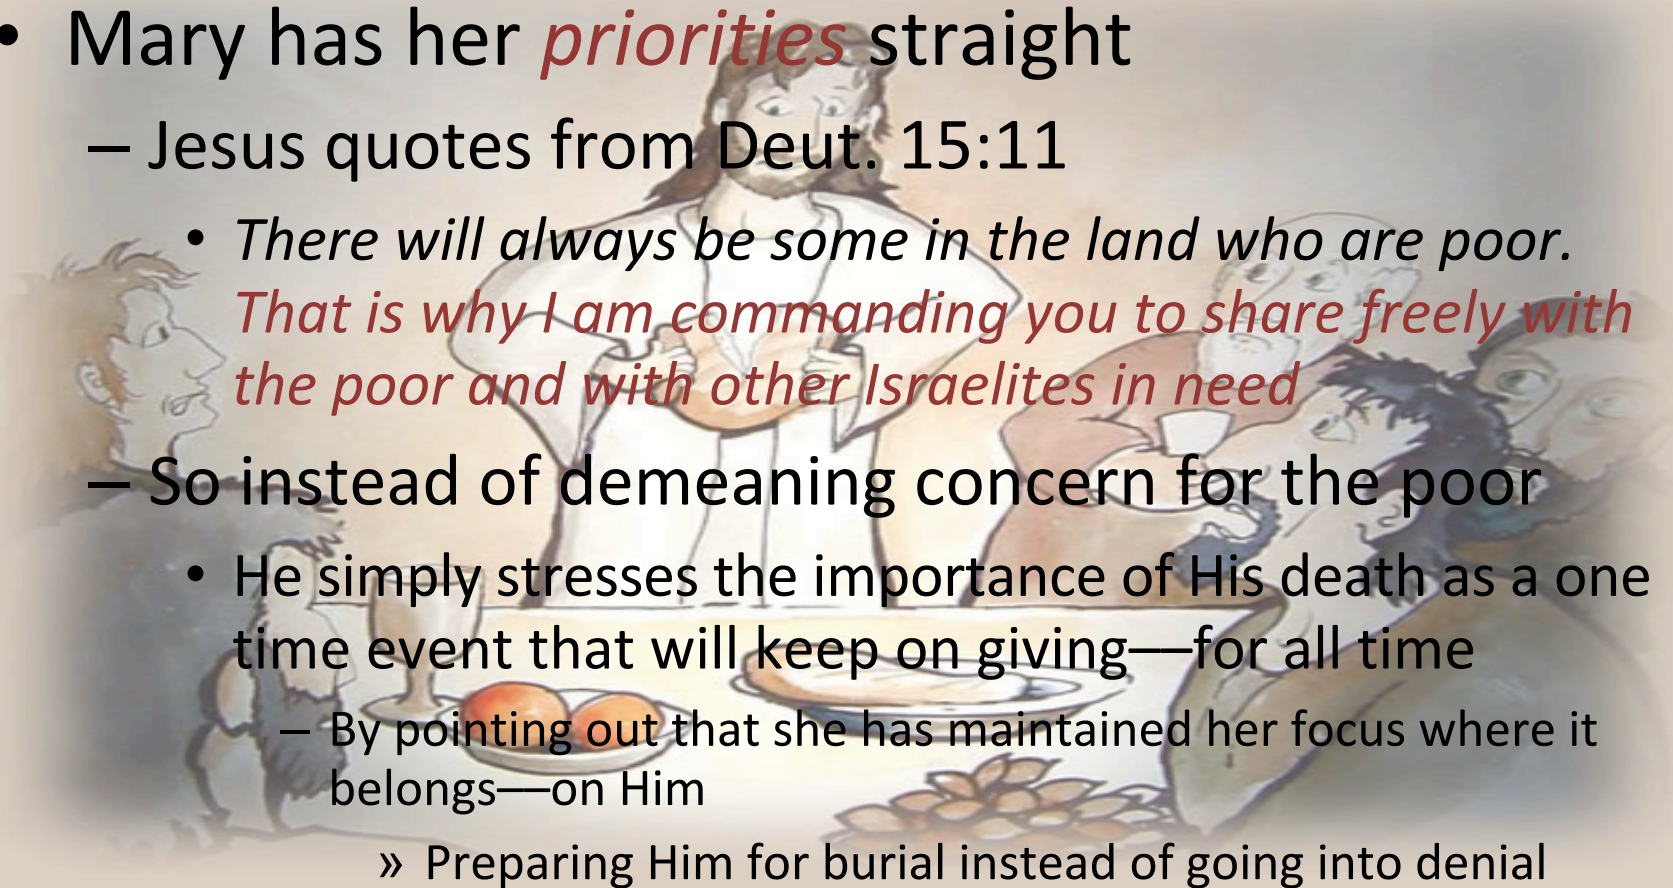 • Mary has her priorities straight
– Jesus quotes from Deut. 15:11
• There will always be some in the land who are poor.
That is why I am commanding you to share freely with
the poor and with other Israelites in need
– So instead of demeaning concern for the poor
• He simply stresses the importance of His death as a one
time event that will keep on giving—for all time
– By pointing out that she has maintained her focus where it
belongs—on Him
» Preparing Him for burial instead of going into denial